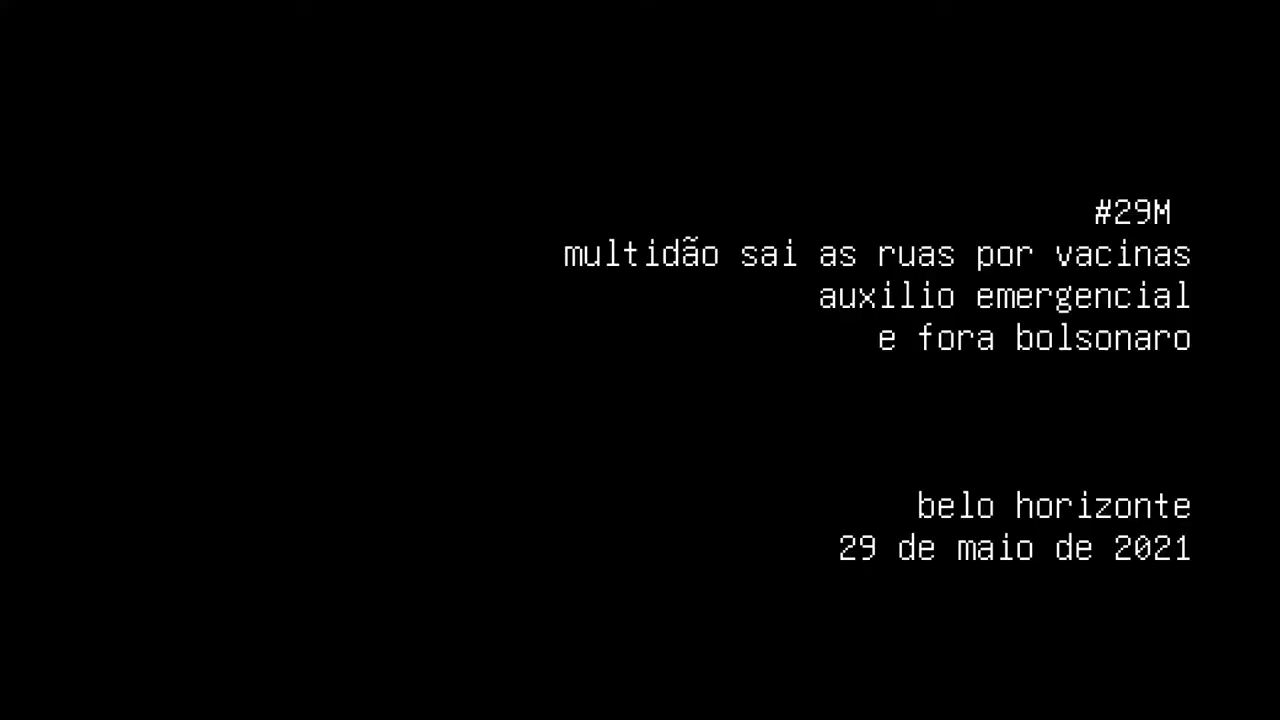 #29M
multidão sai as ruas por vacinas
auxilio emergencial
e fora bolsonaro
belo horizonte
29 de maio de 2021